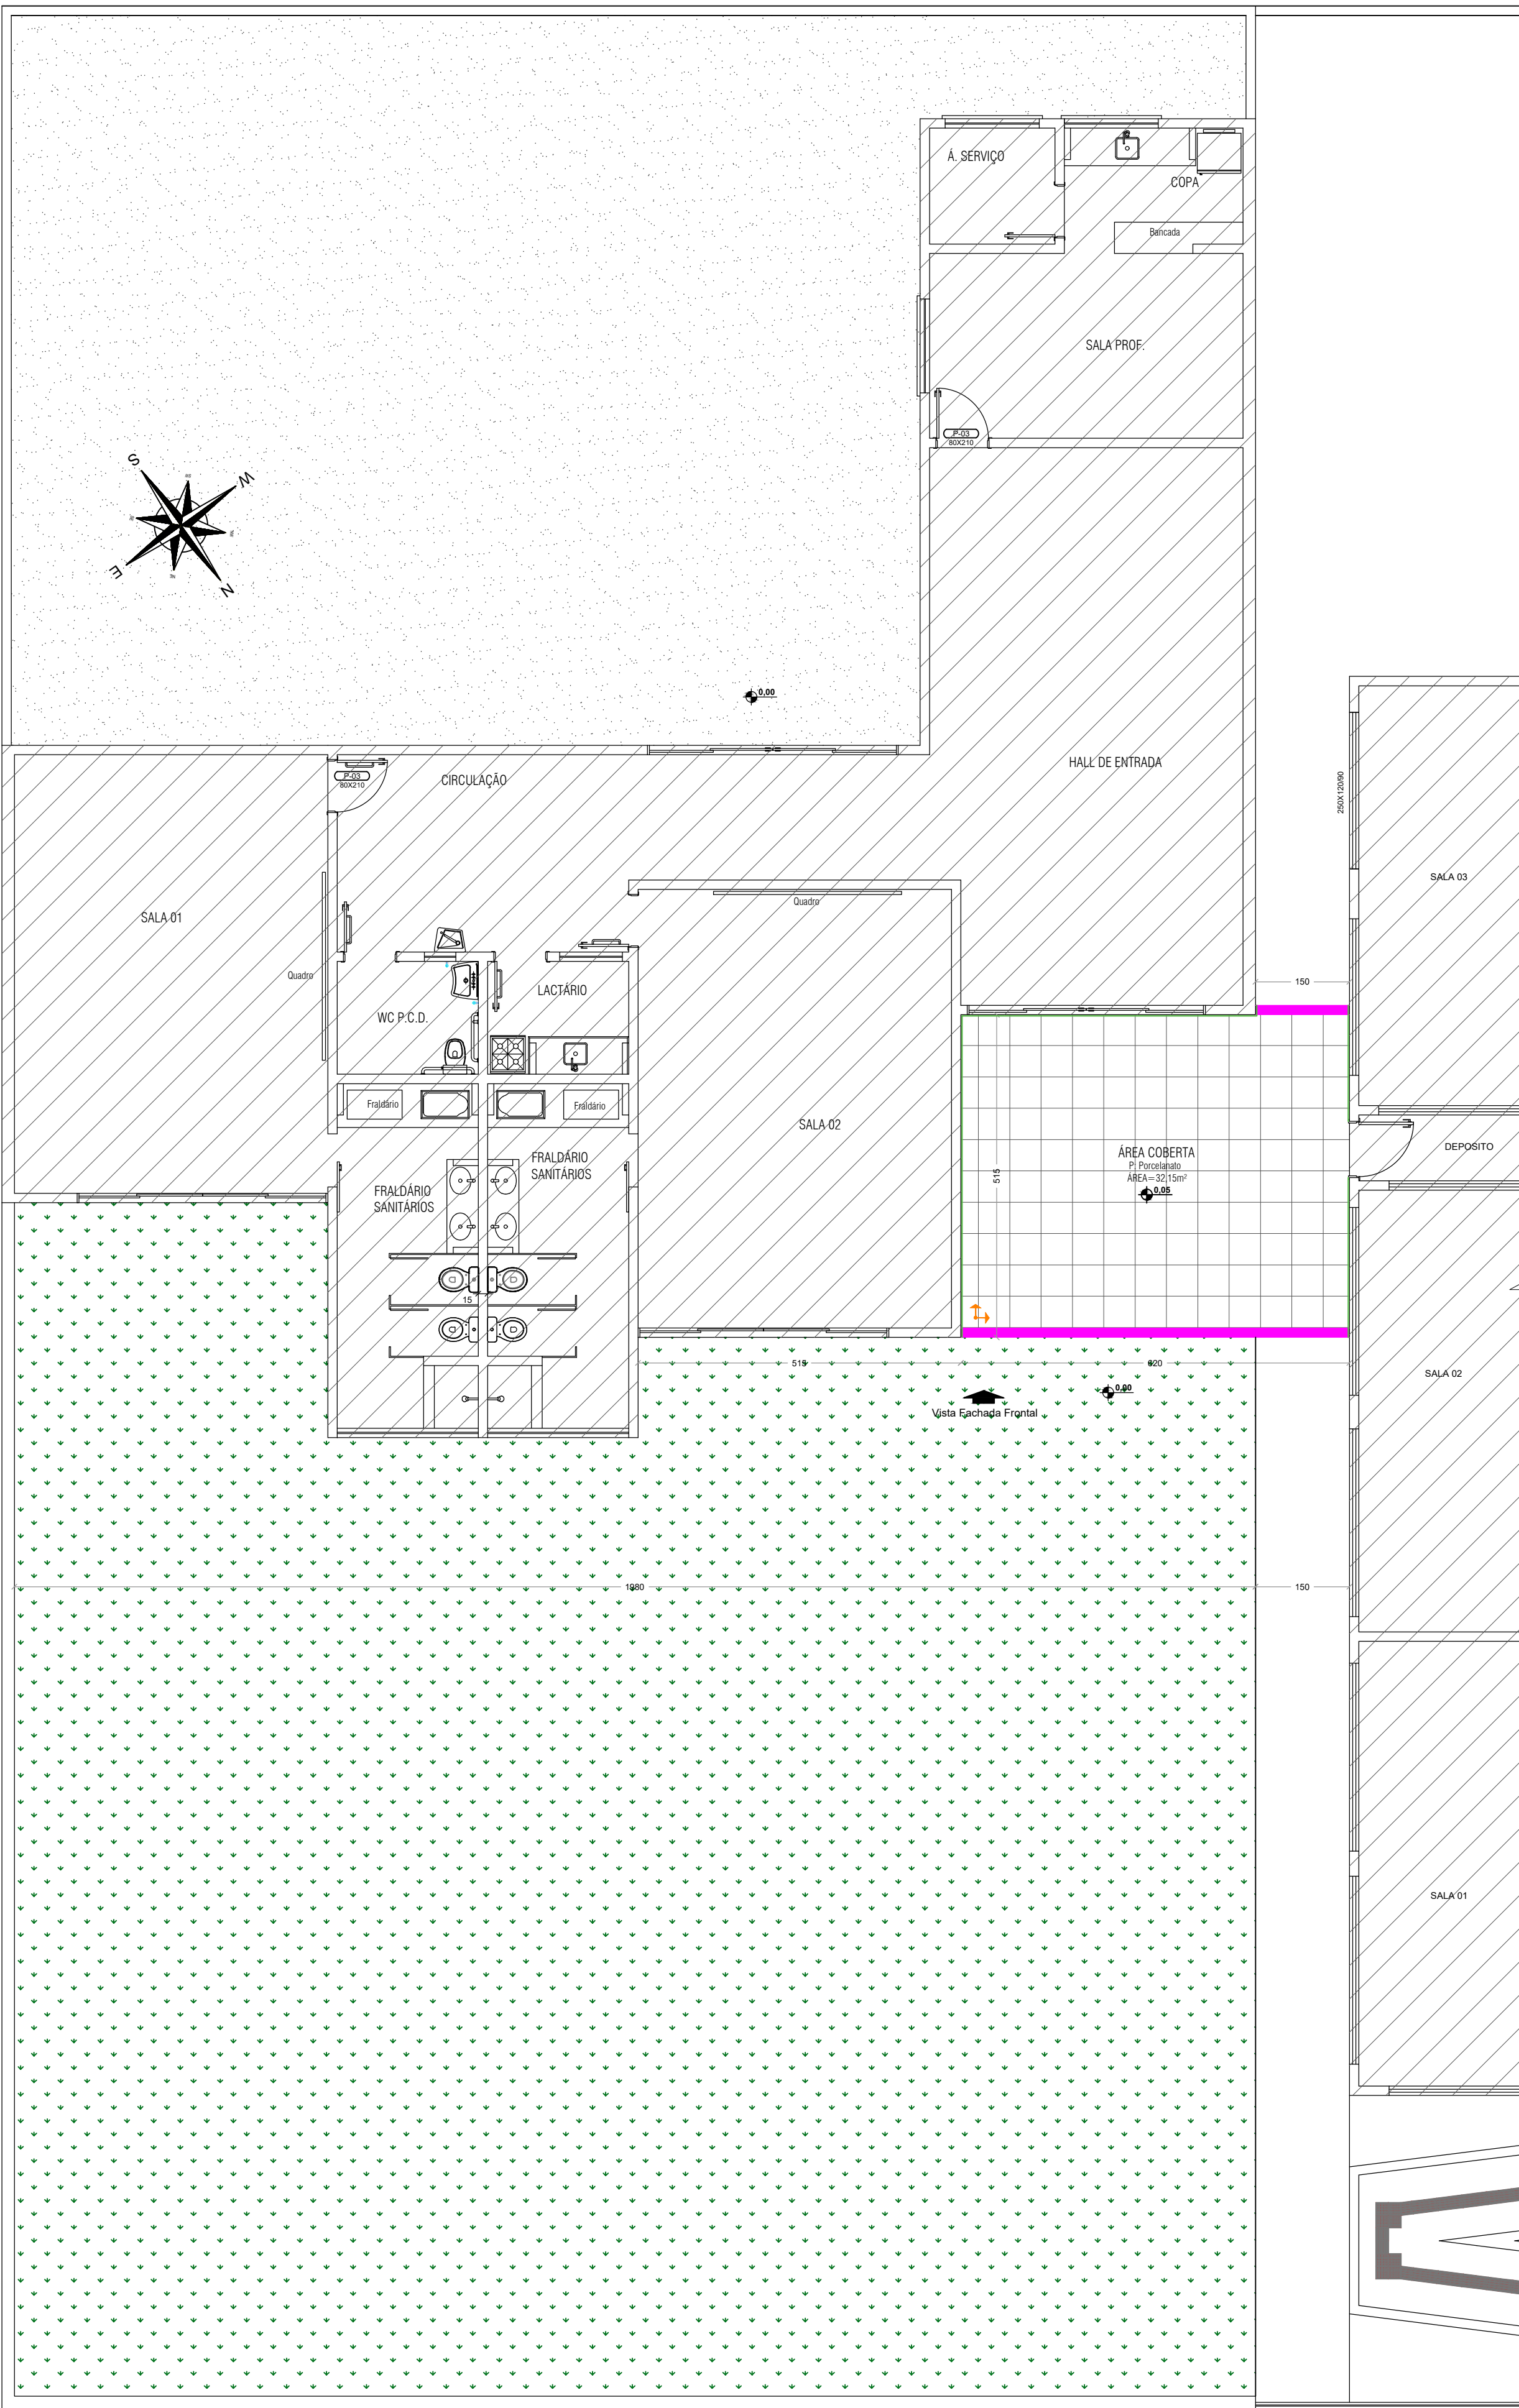 Á. SERVIÇO
COPA
Bancada
SALA PROF.
P-03
80X210
S
W
E
N
0,00
P-03
80X210
CIRCULAÇÃO
HALL DE ENTRADA
250X120/90
SALA 03
SALA 01
Quadro
Quadro
WC P.C.D.
LACTÁRIO
150
Fraldário
Fraldário
SALA 02
FRALDÁRIO
SANITÁRIOS
FRALDÁRIO
SANITÁRIOS
ÁREA COBERTA
P: Porcelanato
ÁREA=32,15m²
0,05
515
DEPOSITO
15
515
620
0,00
Vista Fachada Frontal
SALA 02
1980
150
SALA 01